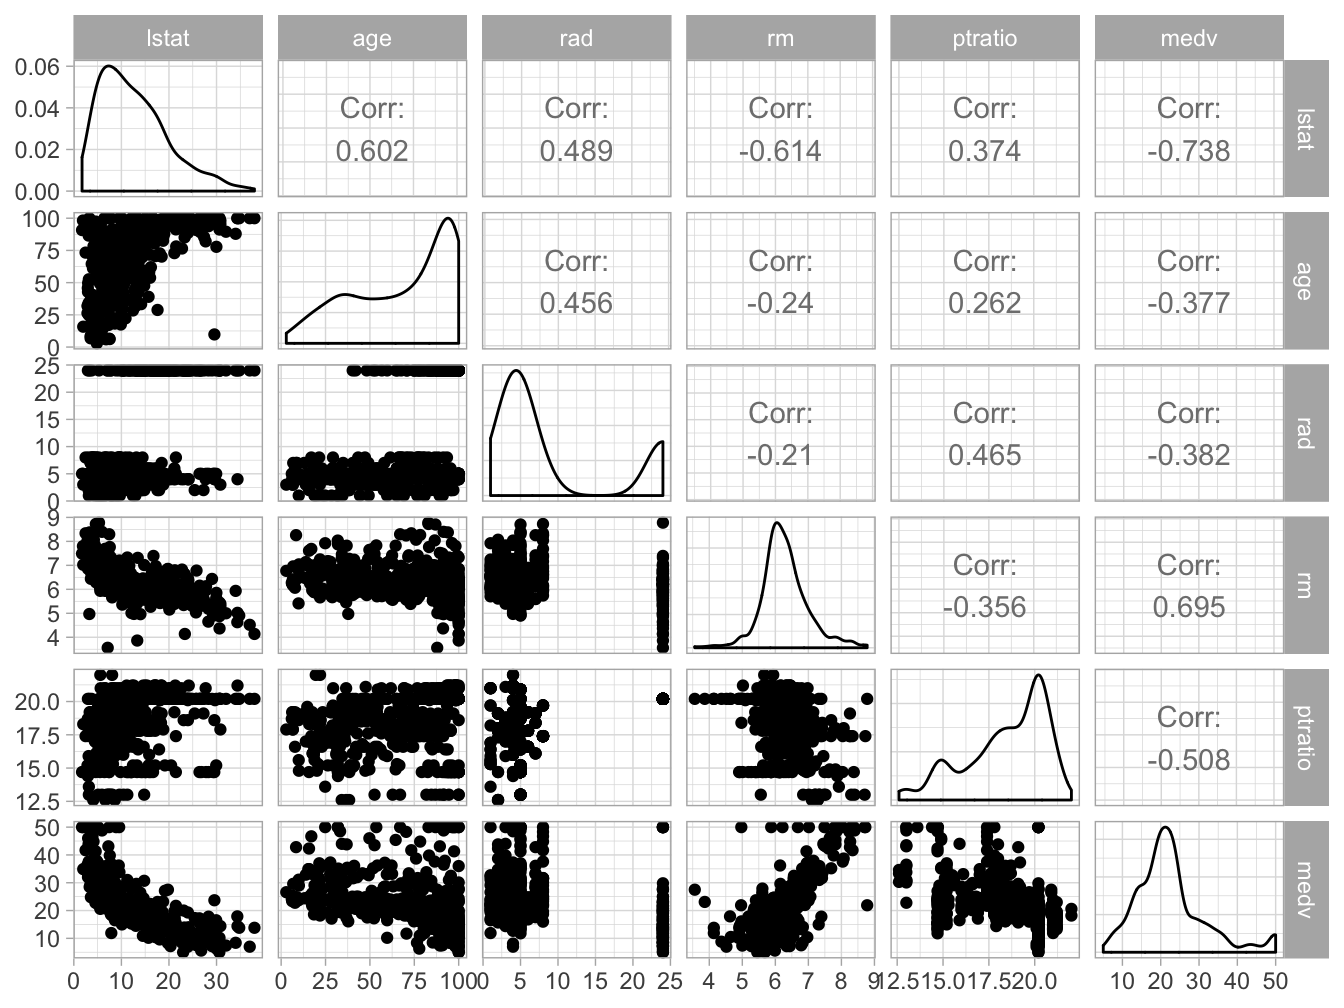 lstat age rad rm ptratio medv
0.06
0.04
0.02
0.00
Corr:
0.602
Corr:
0.489
Corr:
-0.614
Corr:
0.374
Corr:
-0.738
lstat
100
75
50
25
0
Corr:
0.456
Corr:
-0.24
Corr:
0.262
Corr:
-0.377
age
25
20
15
10
5
0
Corr:
-0.21
Corr:
0.465
Corr:
-0.382
rad
9
8
7
6
5
4
Corr:
-0.356
Corr:
0.695
rm
20.0
17.5
15.0
12.5
Corr:
-0.508
ptratio
50
40
30
20
10
medv
0 10 20 30
0 25 50 75 100
0 5 10 15 20 25
4 5 6 7 8 9
12.5 15.0 17.5 20.0
10 20 30 40 50